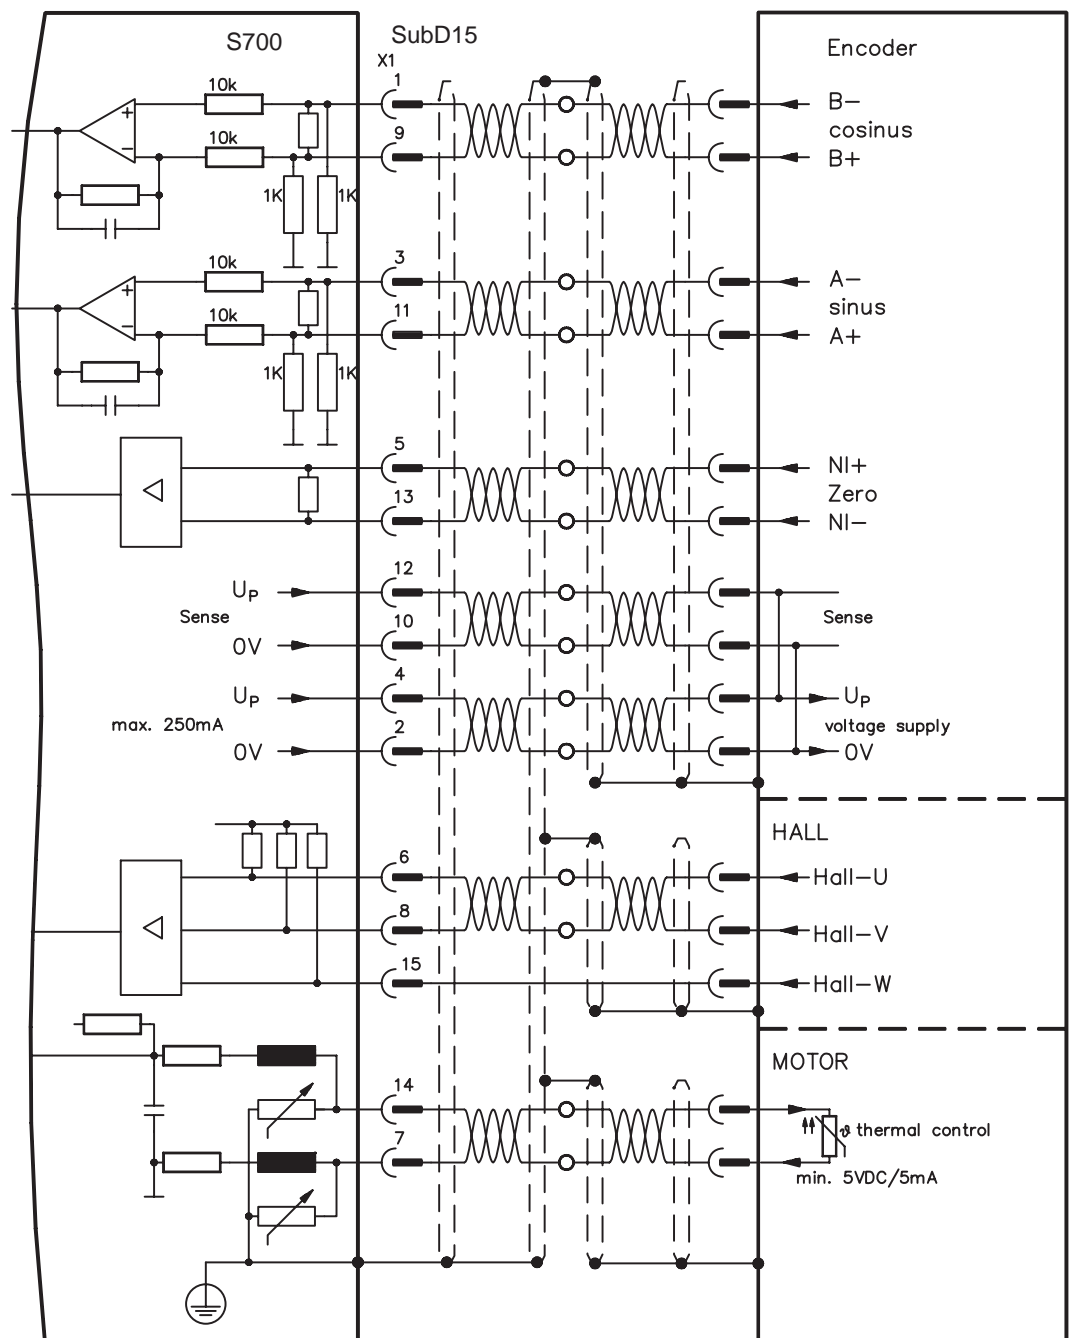 S700
SubD15
X1
Encoder
10k
1
B-
cosinus
10k
9
B+
1K
1K
10k
3
A-
sinus
10k
11
A+
1K
1K
5
NI+
Zero
13
NI-
UP
12
Sense
Sense
0V
10
UP
4
UP
max. 250mA
voltage supply
0V
2
0V
HALL
6
Hall-U
8
Hall-V
15
Hall-W
MOTOR
14
ϑ thermal control
7
min. 5VDC/5mA